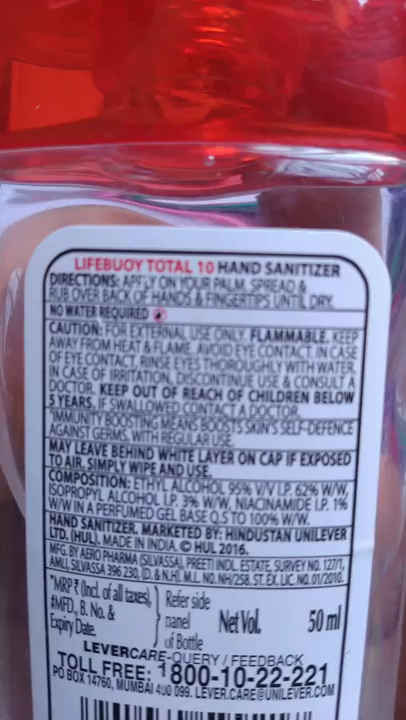 LIFEBUOY TOTAL 10 HAND SANITIZER
DIRECTIONS: APPLY ON YOUR PALM, SPREAD &
RUB OVER BACK OF HANDS & FINGERTIPS UNTIL DRY.
NO WATER REQUIRED
CAUTION: FOR EXTERNAL USE ONLY. FLAMMABLE. KEEP
AWAY FROM HEAT & FLAME. AVOID EYE CONTACT. IN CASE
OF EYE CONTACT, RINSE EYES THOROUGHLY WITH WATER.
IN CASE OF IRRITATION, DISCONTINUE USE & CONSULT A
DOCTOR. KEEP OUT OF REACH OF CHILDREN BELOW
5 YEARS. IF SWALLOWED CONTACT A DOCTOR.
*IMMUNITY BOOSTING MEANS BOOSTS SKIN'S SELF-DEFENCE
AGAINST GERMS, WITH REGULAR USE.
MAY LEAVE BEHIND WHITE LAYER ON CAP IF EXPOSED
TO AIR. SIMPLY WIPE AND USE.
COMPOSITION: ETHYL ALCOHOL 95% V/V I.P. 62% W/W,
ISOPROPYL ALCOHOL I.P. 3% W/W, NIACINAMIDE I.P. 1%
W/W IN A PERFUMED GEL BASE Q.S TO 100% W/W.
HAND SANITIZER. MARKETED BY: HINDUSTAN UNILEVER
LTD. (HUL). MADE IN INDIA. © HUL 2016.
MFG. BY AERO PHARMA (SILVASSA), PREETI INDL. ESTATE, SURVEY NO. 127/1,
AMLI, SILVASSA 396 230, (D. & N.H). M.L. NO. NH/258. ST. EX. LIC. NO. 01/2010.
*MRP ₹ (Incl. of all taxes),
#MFD., B. No. &
Expiry Date.
Refer side
panel
of Bottle
Net Vol. 50 ml
LEVERCARE-QUERY / FEEDBACK
TOLL FREE: 1800-10-22-221
PO BOX 14760, MUMBAI 400 099. LEVER.CARE@UNILEVER.COM